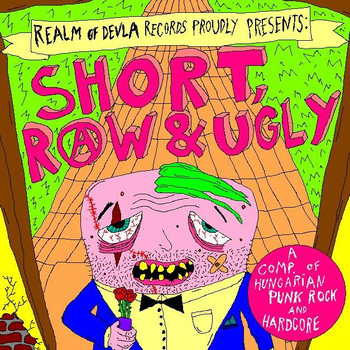 REALM OF DEVLA RECORDS PROUDLY PRESENTS:
SHORT,
RAW & UGLY
A
COMP. OF
HUNGARIAN
PUNK ROCK
AND
HARDCORE